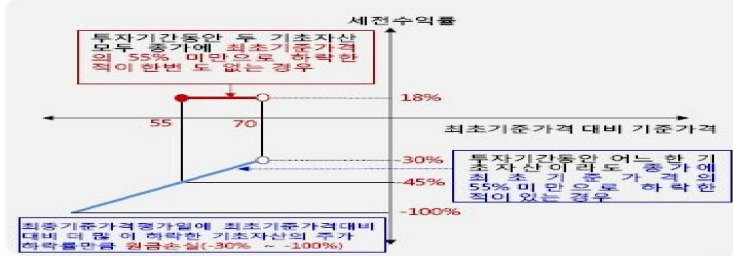 세전수익률
투자기간동안 두 기초자산
모두 종가에 최초기준가격
의 55% 미만으로 하락한
적이 한번 도 없는 경우
18%
55
70
최초기준가격 대비 기준가격
-30%
투자기간동안 어느 한 기
초자산이라도 종가에
최초기준가격의
55% 미만으로 하락한
적이 있는 경우
-45%
-100%
최종기준가격평가일에 최초기준가격대비
대비 더 많 이 하락한 기초자산의 주가
하락률만큼 원금손실(-30% ~ -100%)